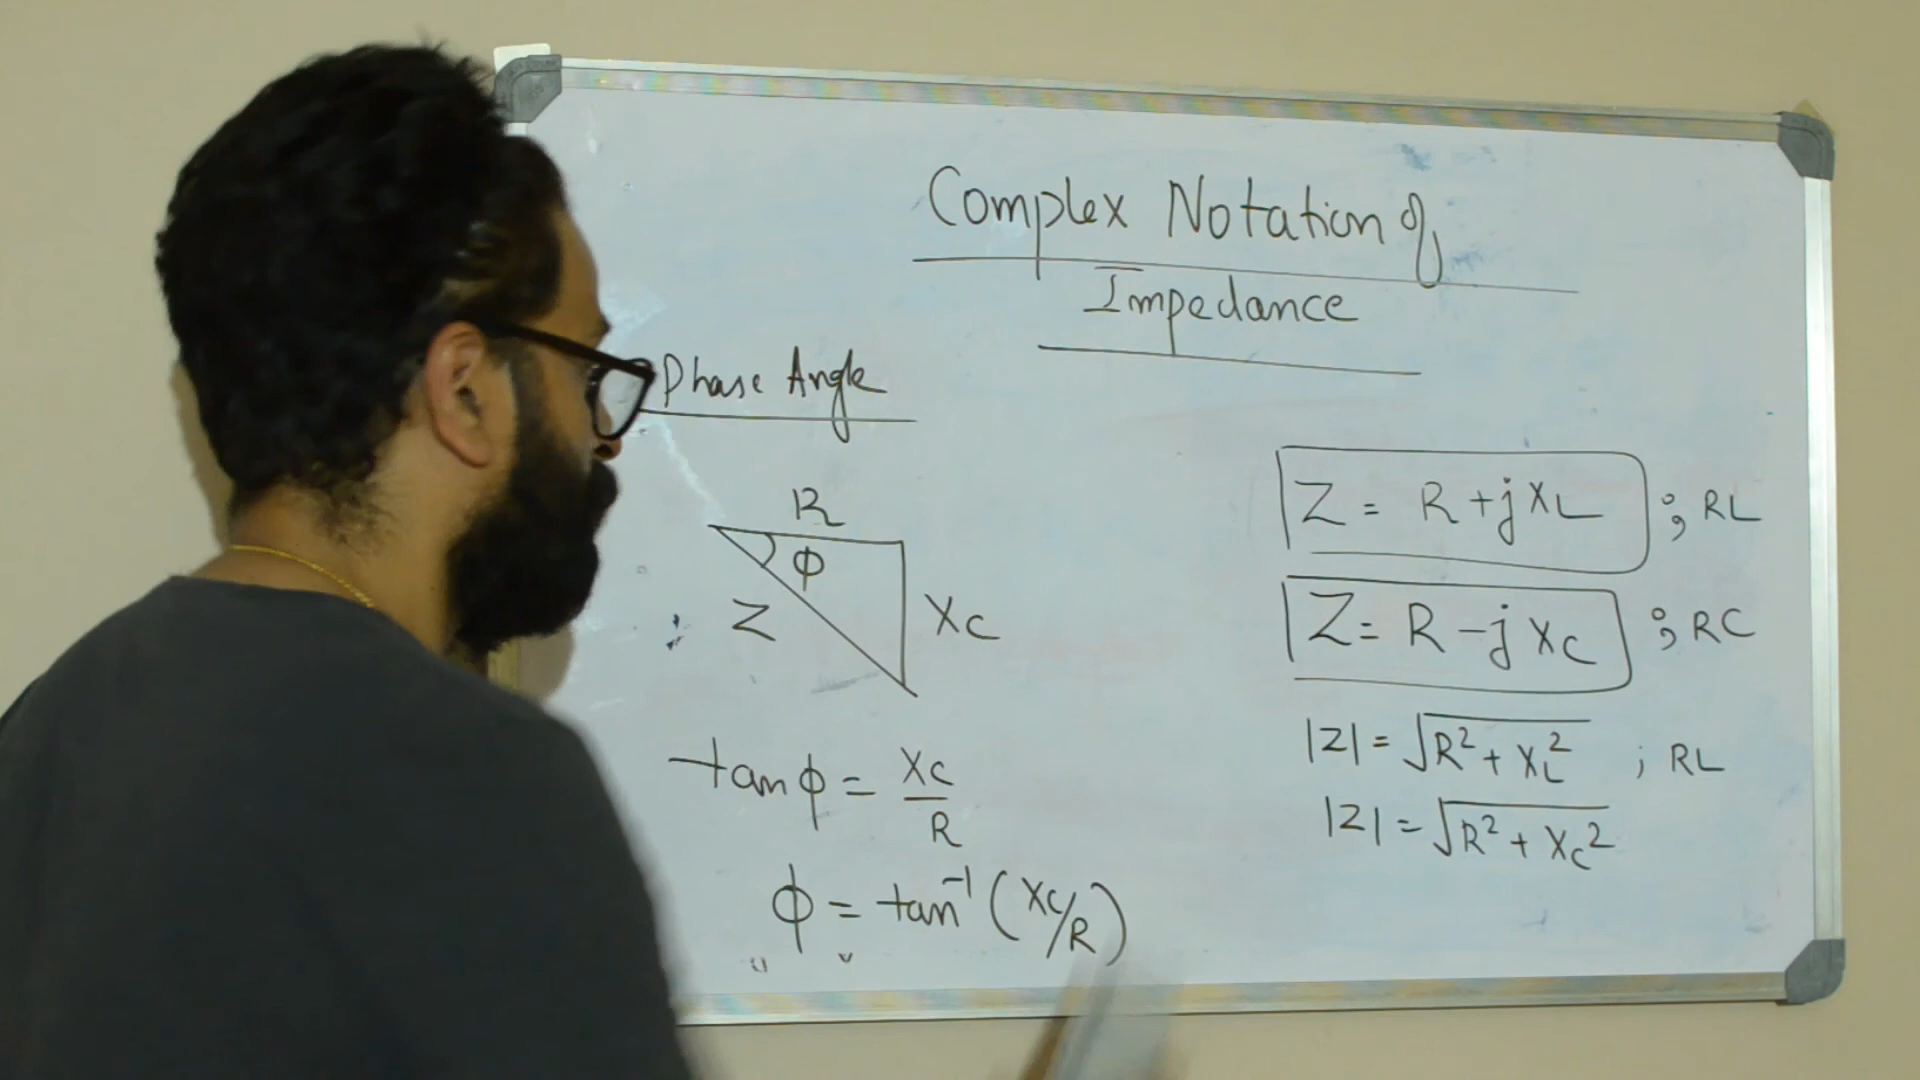 Complex Notation of
Impedance
Phase Angle
R
ϕ
Z
Xc
tanϕ = Xc/R
ϕ = tan⁻¹ (Xc/R)
Z = R + jXL ; RL
Z = R - jXc ; RC
|Z| = √R² + XL² ; RL
|Z| = √R² + Xc²